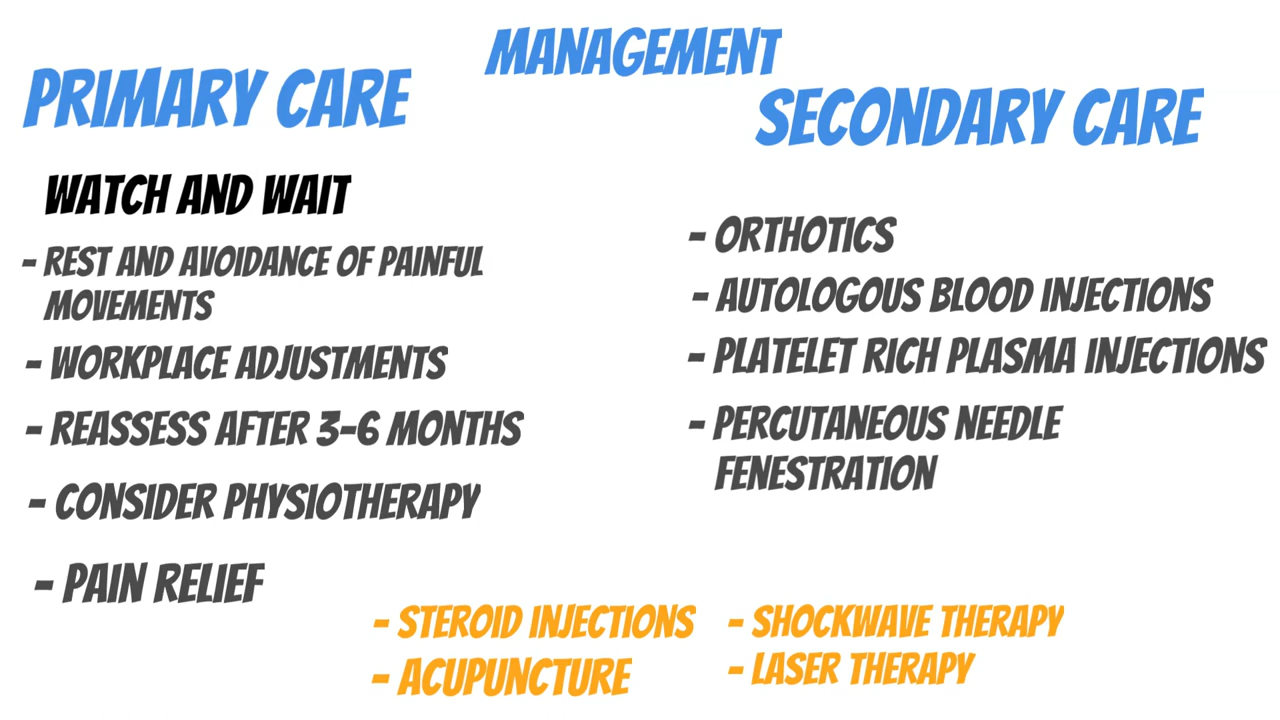 MANAGEMENT
PRIMARY CARE
WATCH AND WAIT
- REST AND AVOIDANCE OF PAINFUL
MOVEMENTS
- WORKPLACE ADJUSTMENTS
- REASSESS AFTER 3-6 MONTHS
- CONSIDER PHYSIOTHERAPY
- PAIN RELIEF
SECONDARY CARE
- ORTHOTICS
- AUTOLOGOUS BLOOD INJECTIONS
- PLATELET RICH PLASMA INJECTIONS
- PERCUTANEOUS NEEDLE
FENESTRATION
- STEROID INJECTIONS
- ACUPUNCTURE
- SHOCKWAVE THERAPY
- LASER THERAPY